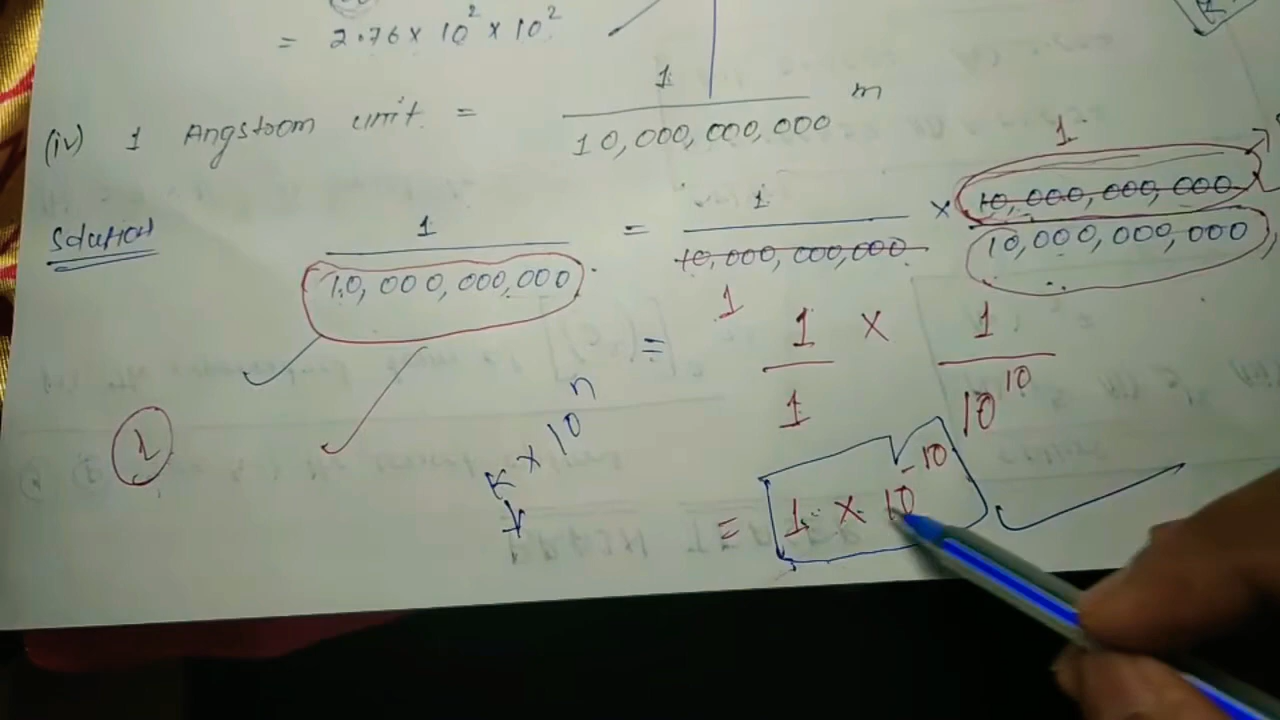 = 2.76 × 10² × 10²
(iv) 1 Angstrom unit = 1 / 10,000,000,000 m
Solution 1 / 10,000,000,000 = 1 / 10,000,000,000 × 10,000,000,000 / 10,000,000,000
1
1
= 1/1 × 1/10¹⁰
K × 10ⁿ
2
= 1 × 10⁻¹⁰